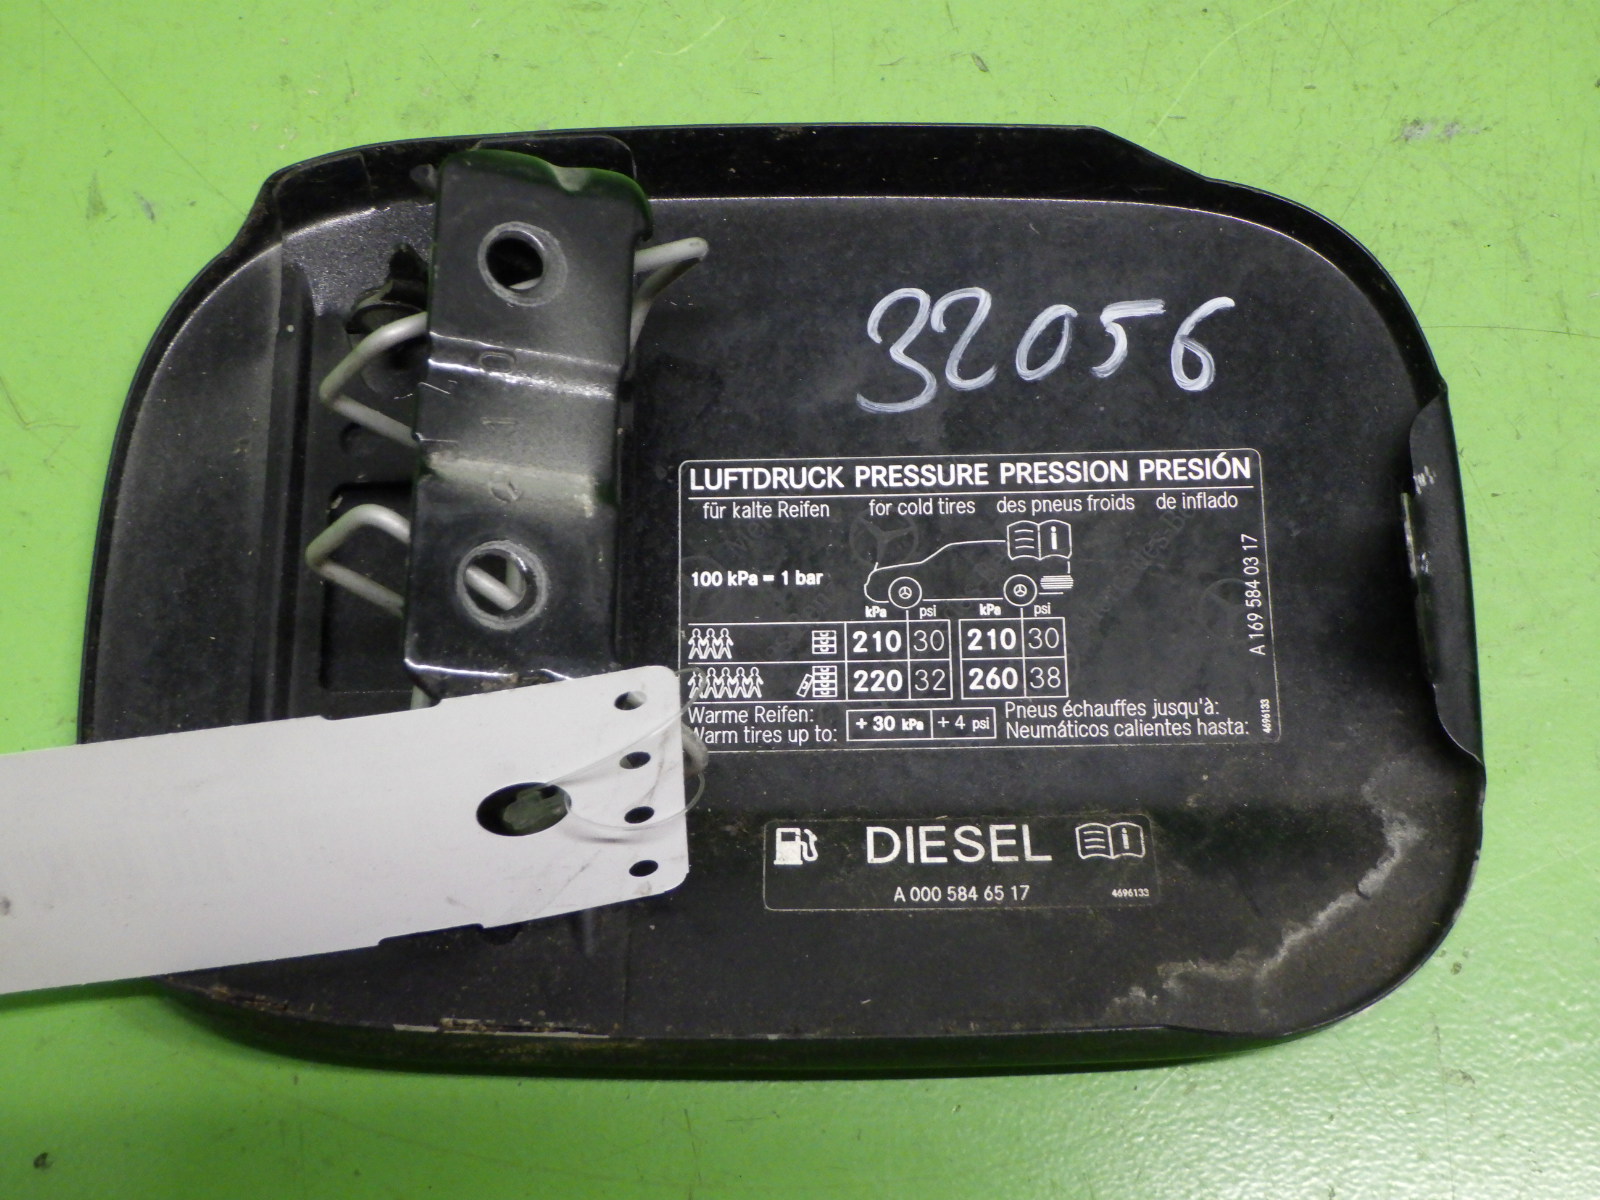 32056
LUFTDRUCK PRESSURE PRESSION PRESIÓN
für kalte Reifen for cold tires des pneus froids de inflado
i
100 kPa = 1 bar
kPa psi kPa psi
210 30 210 30
220 32 260 38
Warme Reifen: Pneus échauffes jusqu'à:
Warm tires up to: + 30 kPa + 4 psi Neumáticos calientes hasta:
A 169 584 03 17
4696133
DIESEL i
A 000 584 65 17 4696133